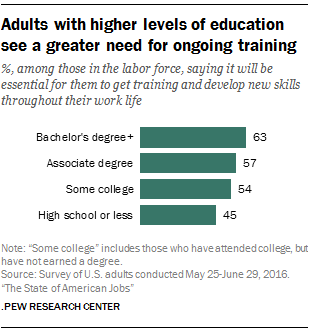 Adults with higher levels of education
see a greater need for ongoing training
%, among those in the labor force, saying it will be
essential for them to get training and develop new skills
throughout their work life
Bachelor's degree+ 63
Associate degree 57
Some college 54
High school or less 45
Note: “Some college” includes those who have attended college, but
have not earned a degree.
Source: Survey of U.S. adults conducted May 25-June 29, 2016.
“The State of American Jobs”
.PEW RESEARCH CENTER